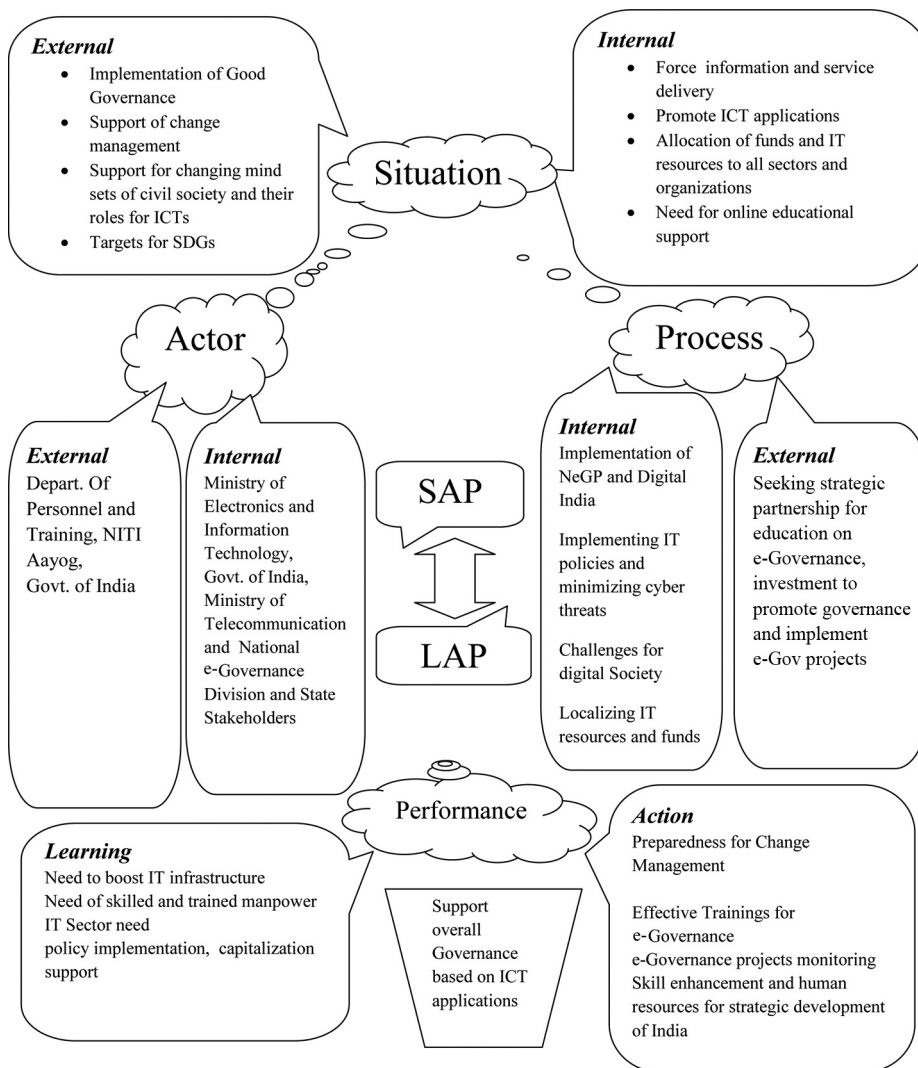 External
Implementation of Good
Governance
Support of change
management
Support for changing mind
sets of civil society and their
roles for ICTs
Targets for SDGs
Internal
Force information and service
delivery
Promote ICT applications
Allocation of funds and IT
resources to all sectors and
organizations
Need for online educational
support
Situation
Actor
Process
External
Depart. Of
Personnel and
Training, NITI
Aayog,
Govt. of India
Internal
Ministry of
Electronics and
Information
Technology,
Govt. of India,
Ministry of
Telecommunication
and National
e-Governance
Division and State
Stakeholders
SAP
LAP
Internal
Implementation of
NeGP and Digital
India
Implementing IT
policies and
minimizing cyber
threats
Challenges for
digital Society
Localizing IT
resources and funds
External
Seeking strategic
partnership for
education on
e-Governance,
investment to
promote governance
and implement
e-Gov projects
Performance
Learning
Need to boost IT infrastructure
Need of skilled and trained manpower
IT Sector need
policy implementation, capitalization
support
Support
overall
Governance
based on ICT
applications
Action
Preparedness for Change
Management
Effective Trainings for
e-Governance
e-Governance projects monitoring
Skill enhancement and human
resources for strategic development
of India